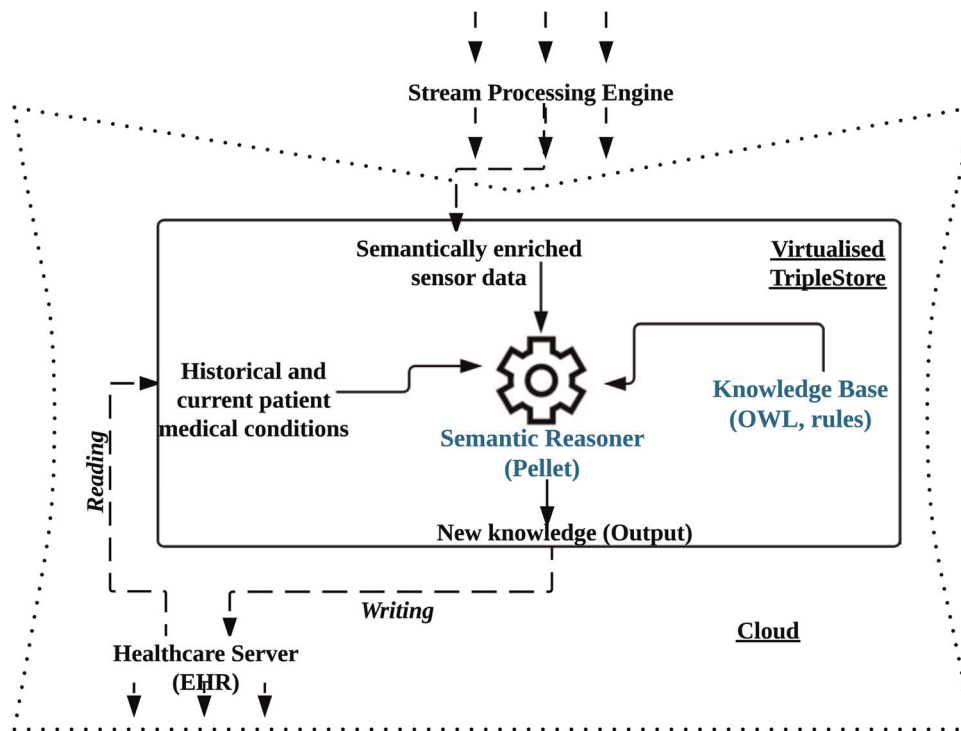 Stream Processing Engine
Semantically enriched
sensor data
Virtualised
TripleStore
Historical and
current patient
medical conditions
Knowledge Base
(OWL, rules)
Semantic Reasoner
(Pellet)
Reading
New knowledge (Output)
Writing
Cloud
Healthcare Server
(EHR)